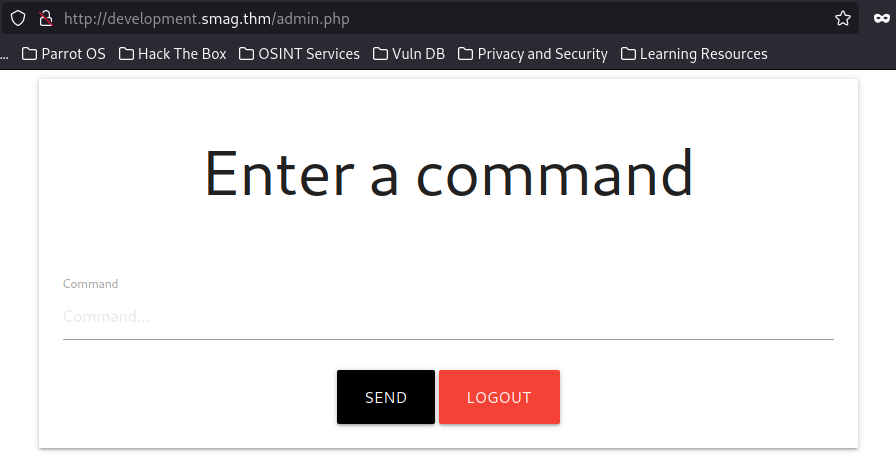 http://development.smag.thm/admin.php
... Parrot OS Hack The Box OSINT Services Vuln DB Privacy and Security Learning Resources
Enter a command
Command
Command...
SEND LOGOUT